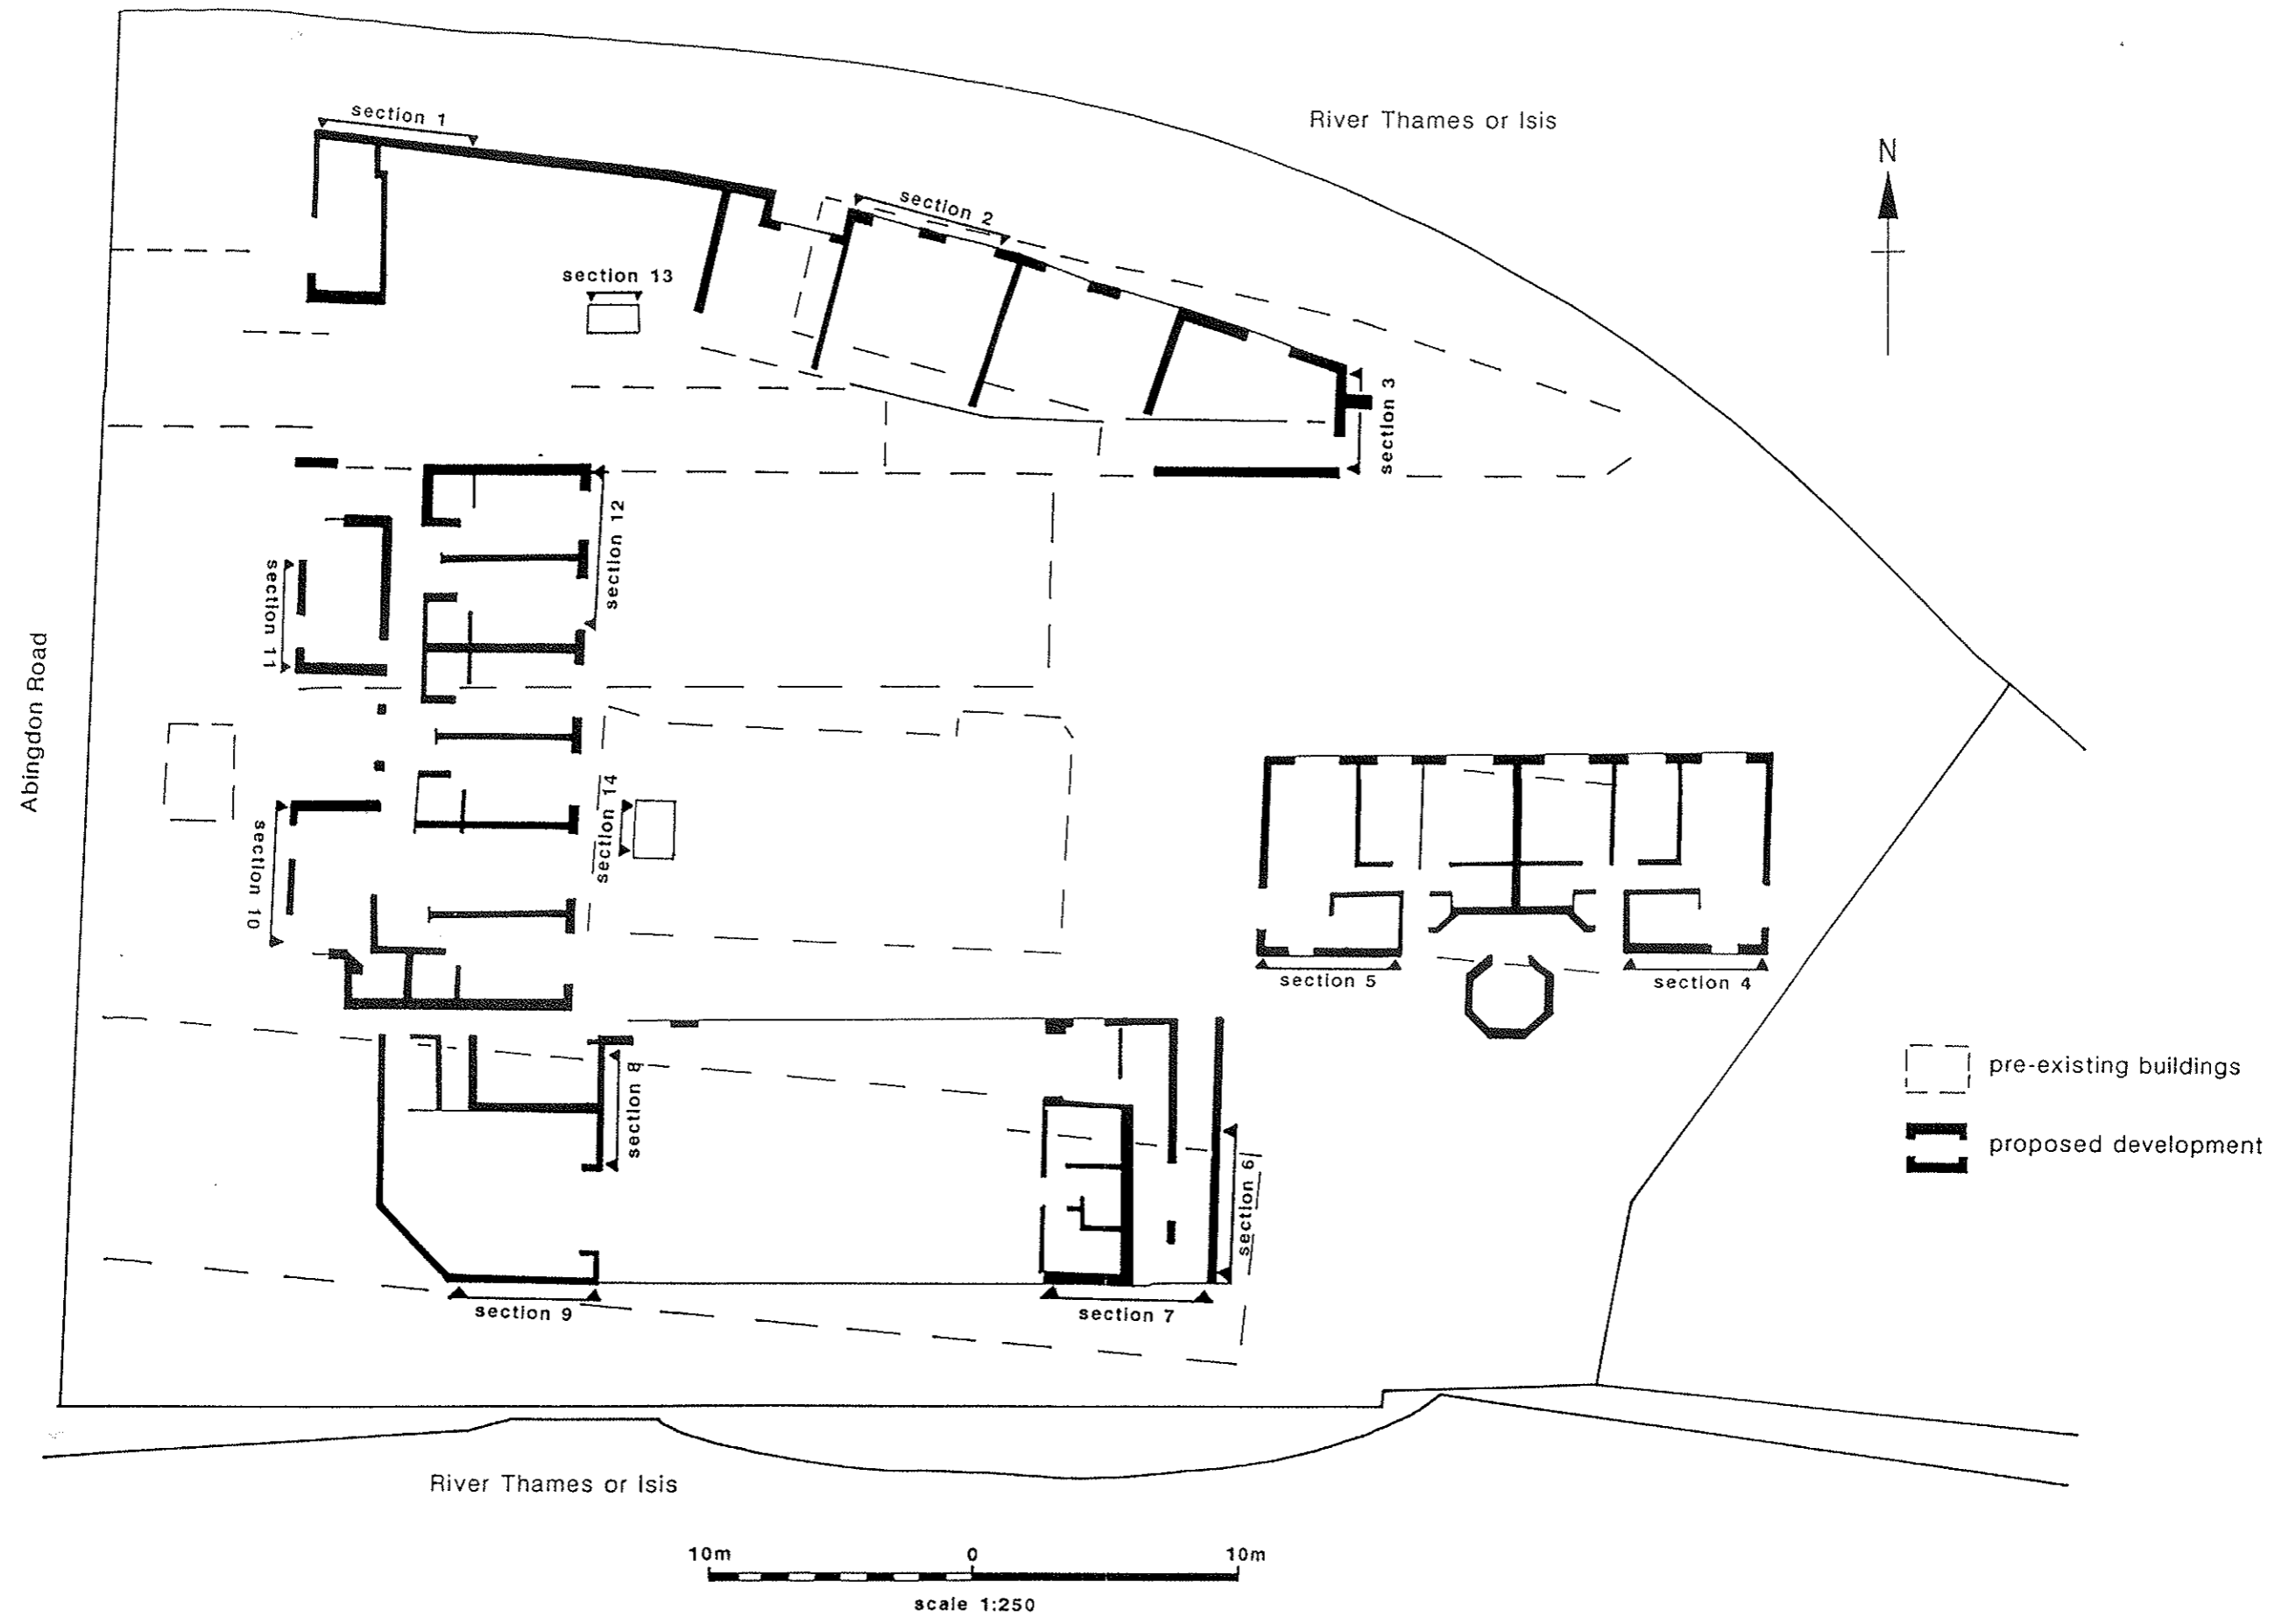 section 1
River Thames or Isis
N
section 2
section 13
section 3
section 12
section 11
Abingdon Road
section 14
section 10
section 5
section 4
pre-existing buildings
section 8
proposed development
section 6
section 9
section 7
River Thames or Isis
10m 0 10m
scale 1:250